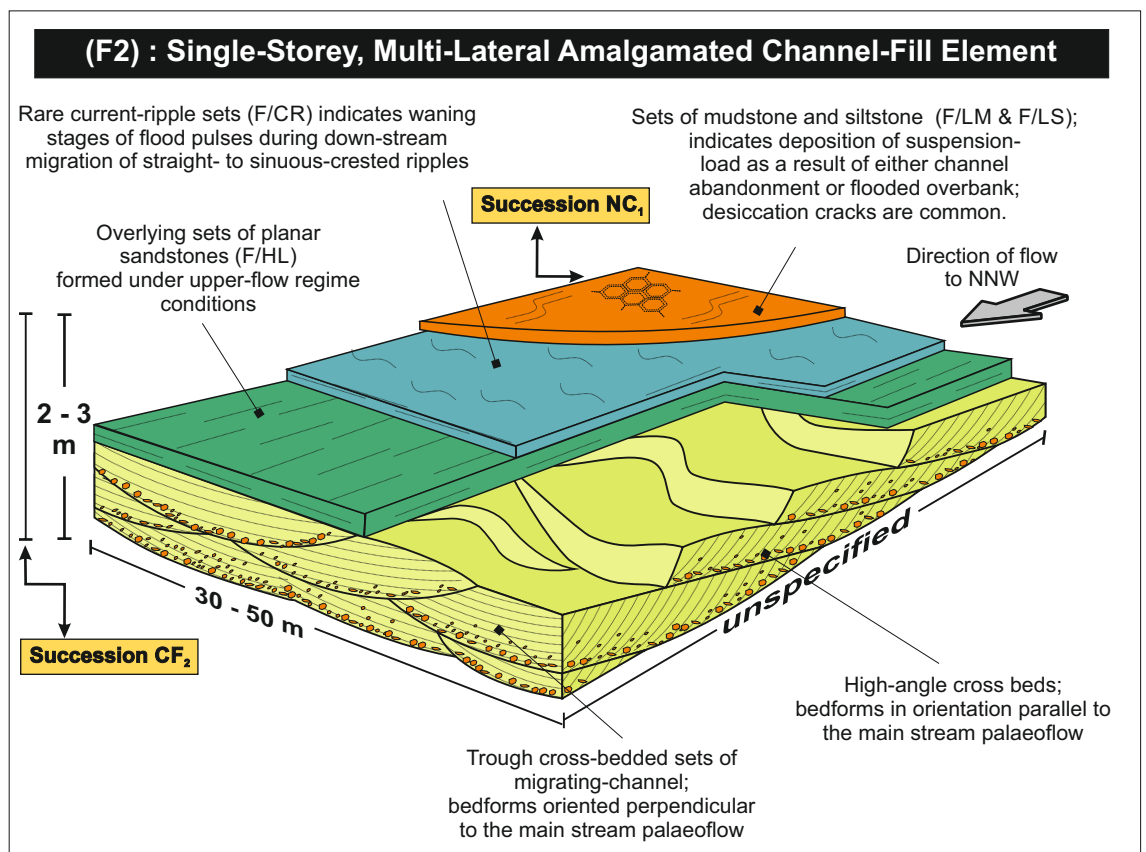 (F2) : Single-Storey, Multi-Lateral Amalgamated Channel-Fill Element
Rare current-ripple sets (F/CR) indicates waning
stages of flood pulses during down-stream
migration of straight- to sinuous-crested ripples
Sets of mudstone and siltstone (F/LM & F/LS);
indicates deposition of suspension-
load as a result of either channel
abandonment or flooded overbank;
desiccation cracks are common.
Succession NC₁
Overlying sets of planar
sandstones (F/HL)
formed under upper-flow regime
conditions
Direction of flow
to NNW
2 - 3
m
30 - 50 m
unspecified
Succession CF₂
High-angle cross beds;
bedforms in orientation parallel to
the main stream palaeoflow
Trough cross-bedded sets of
migrating-channel;
bedforms oriented perpendicular
to the main stream palaeoflow